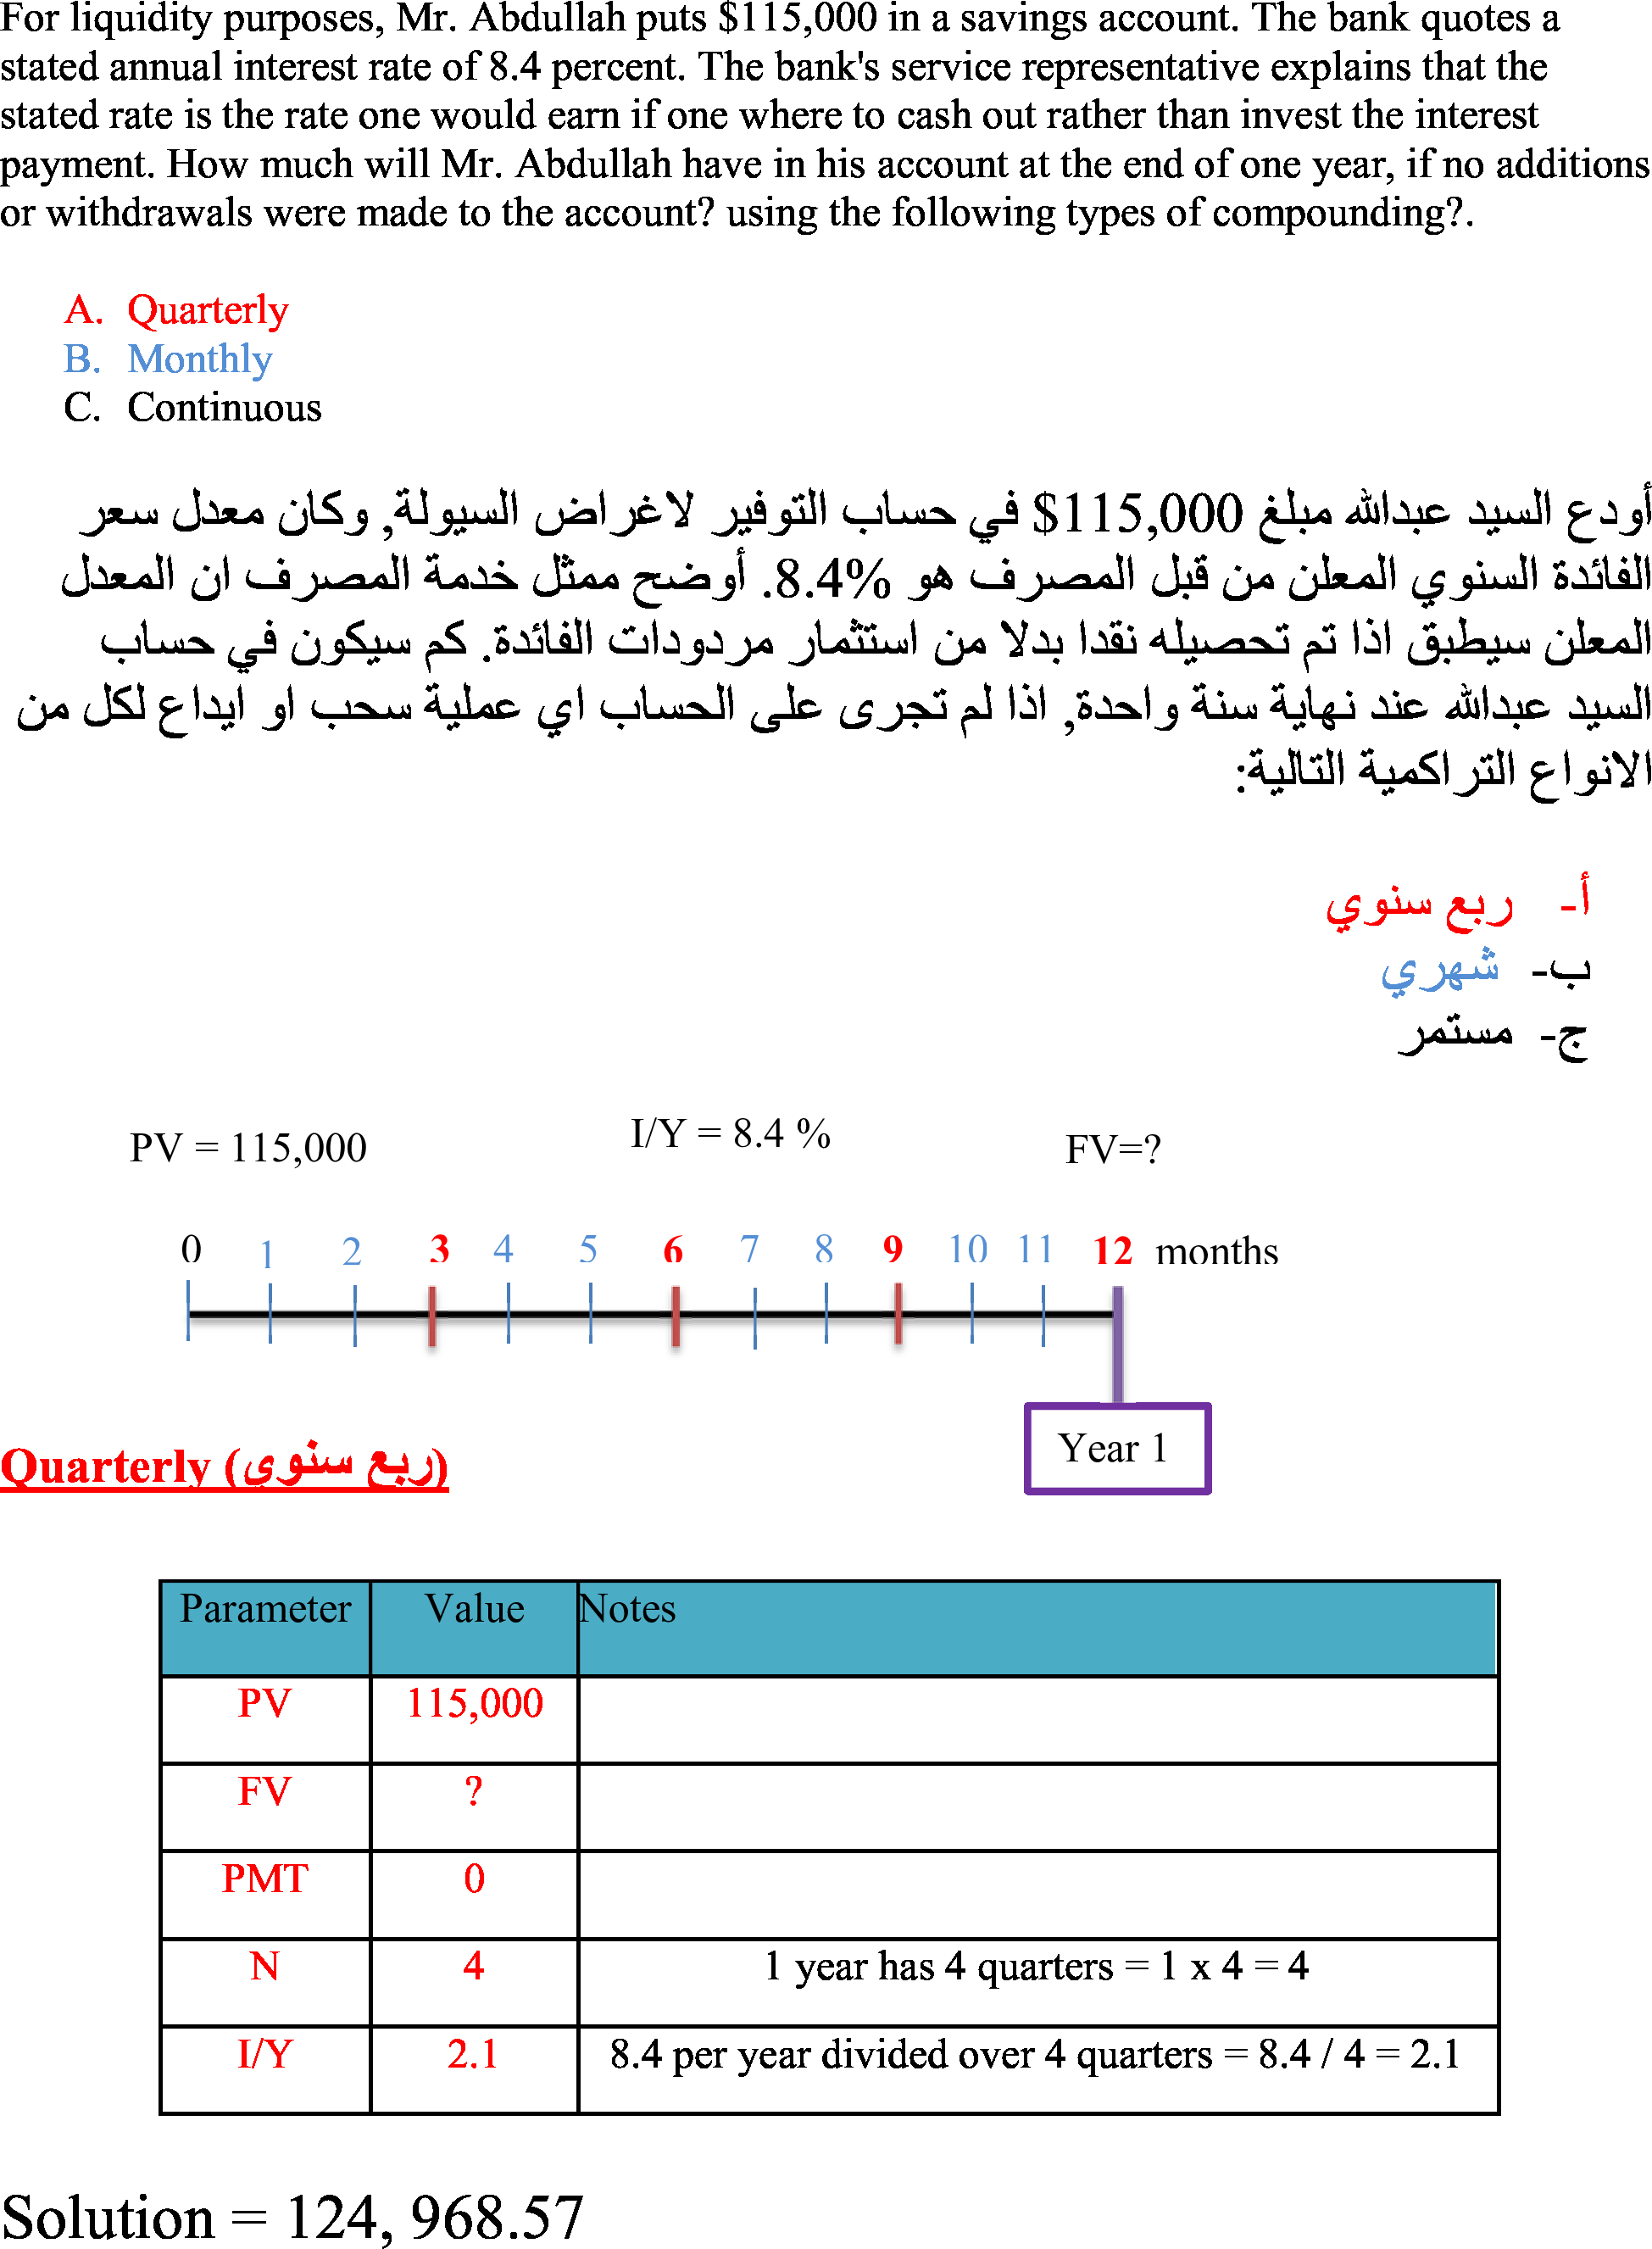 For liquidity purposes, Mr. Abdullah puts $115,000 in a savings account. The bank quotes a
stated annual interest rate of 8.4 percent. The bank's service representative explains that the
stated rate is the rate one would earn if one where to cash out rather than invest the interest
payment. How much will Mr. Abdullah have in his account at the end of one year, if no additions
or withdrawals were made to the account? using the following types of compounding?.
A. Quarterly
B. Monthly
C. Continuous
أودع السيد عبدالله مبلغ 115,000$ في حساب التوفير لاغراض السيولة, وكان معدل سعر
الفائدة السنوي المعلن من قبل المصرف هو %8.4. أوضح ممثل خدمة المصرف ان المعدل
المعلن سيطبق اذا تم تحصيله نقدا بدلا من استثمار مردودات الفائدة. كم سيكون في حساب
السيد عبدالله عند نهاية سنة واحدة, اذا لم تجرى على الحساب اي عملية سحب او ايداع لكل من
الانواع التراكمية التالية:
أ- ربع سنوي
ب- شهري
ج- مستمر
PV = 115,000 I/Y = 8.4 % FV=?
0 1 2 3 4 5 6 7 8 9 10 11 12 months
Year 1
Quarterly (ربع سنوي)
Parameter Value Notes
PV 115,000
FV ?
PMT 0
N 4 1 year has 4 quarters = 1 x 4 = 4
I/Y 2.1 8.4 per year divided over 4 quarters = 8.4 / 4 = 2.1
Solution = 124, 968.57